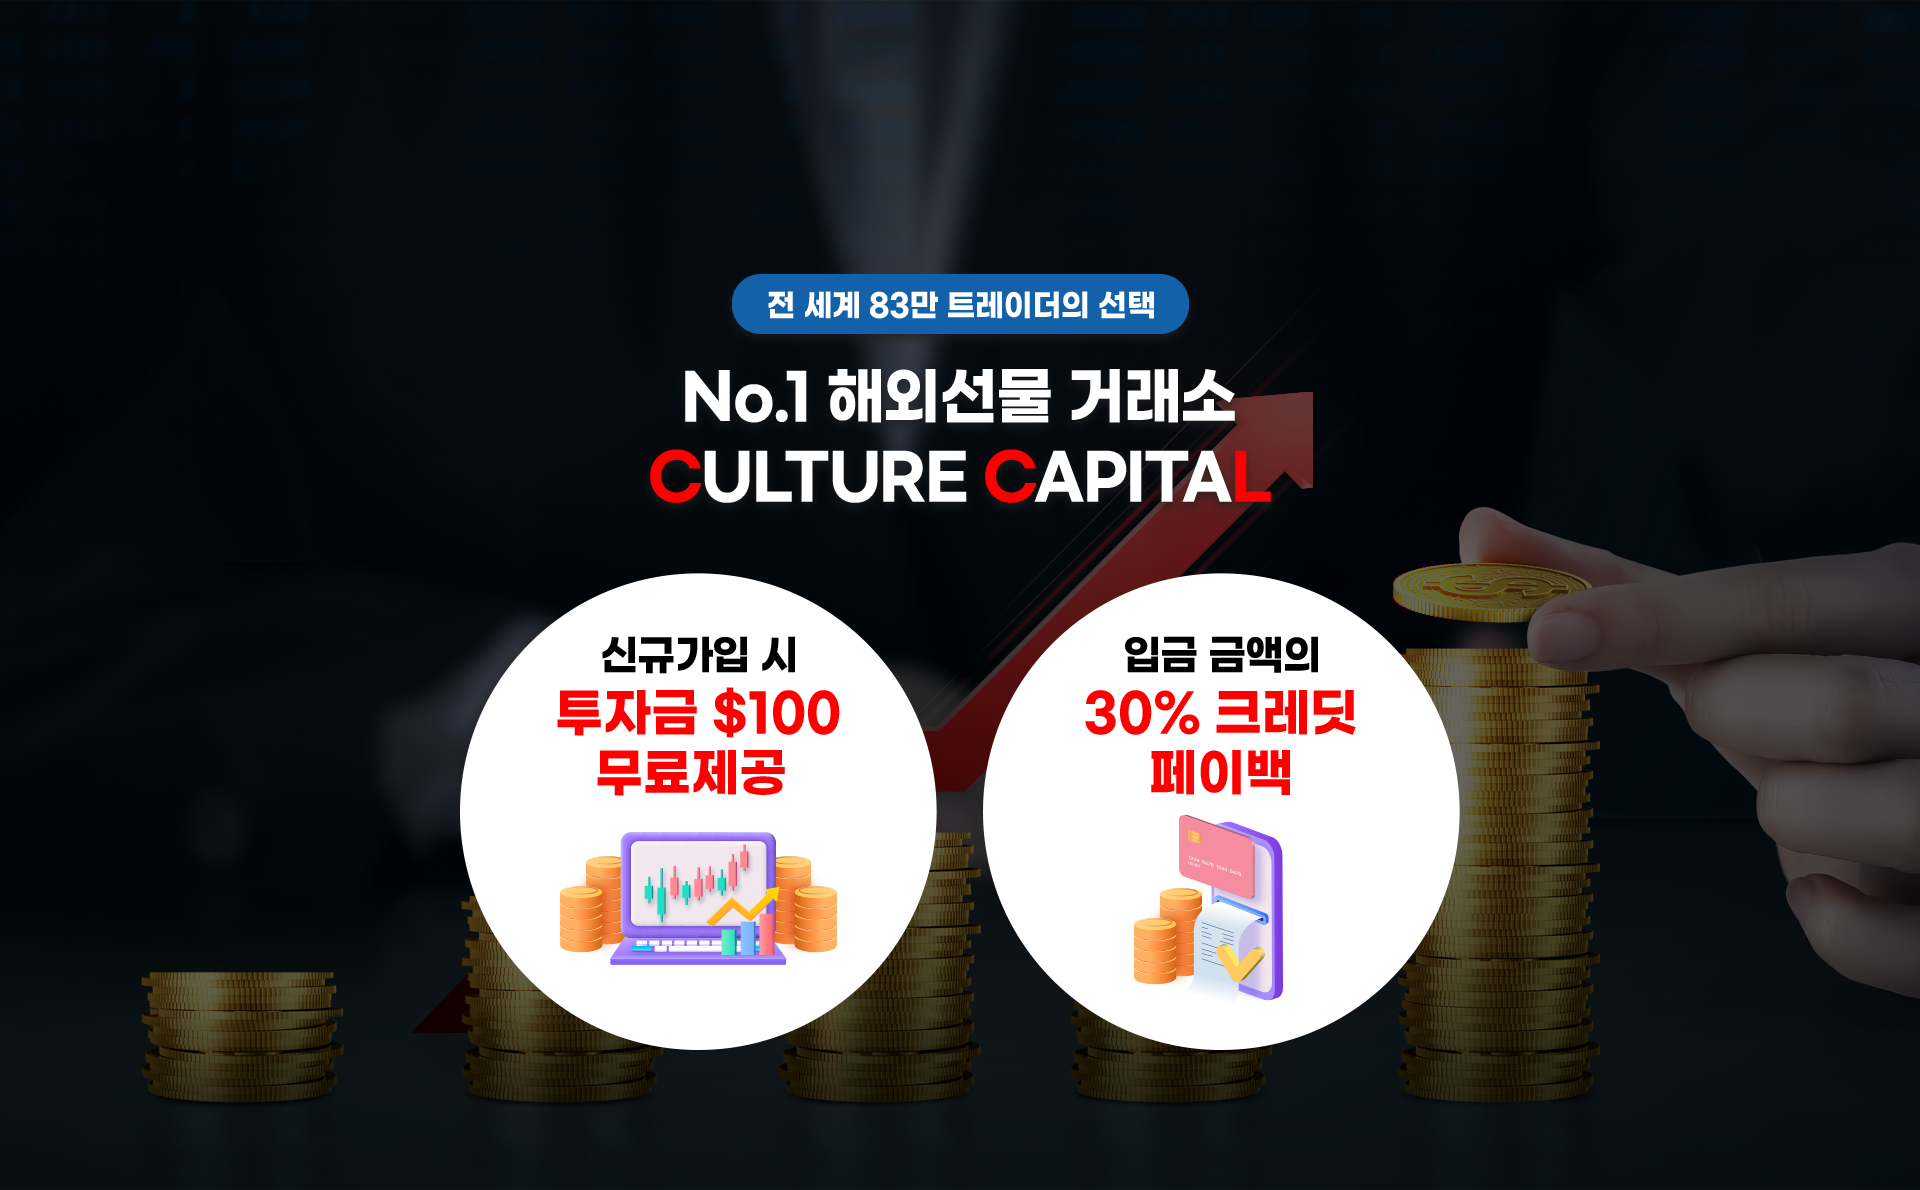 전 세계 83만 트레이더의 선택
No.1 해외선물 거래소
CULTURE CAPITAL
신규가입 시
투자금 $100
무료제공
입금 금액의
30% 크레딧
페이백